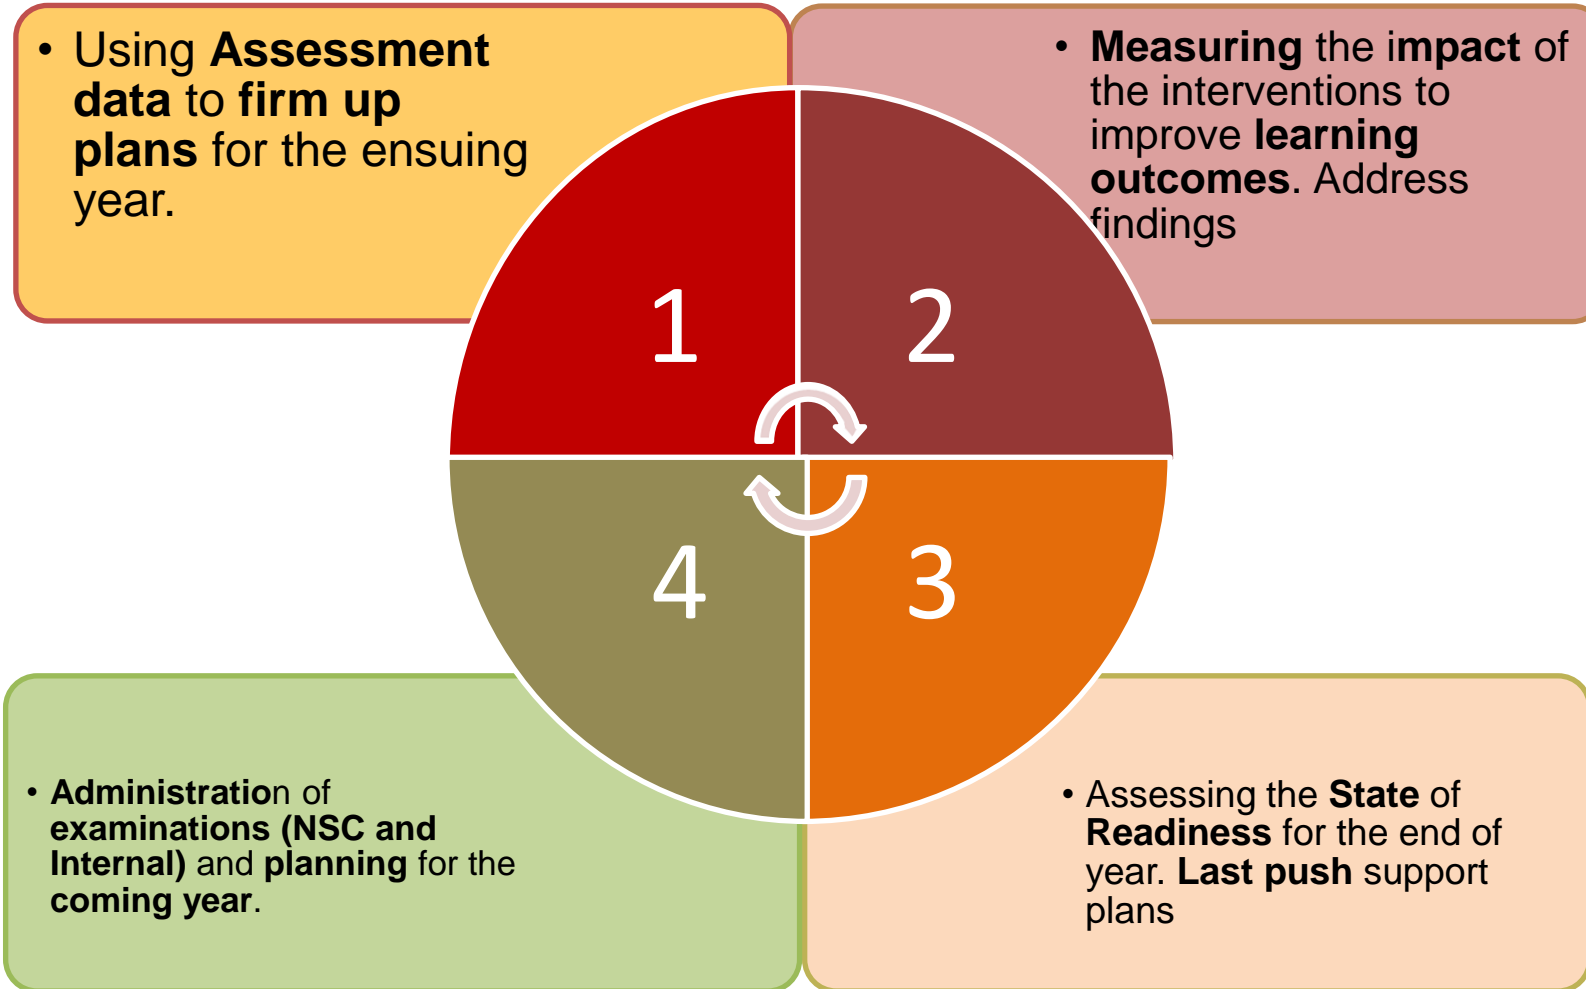 • Using Assessment
data to firm up
plans for the ensuing
year.
• Measuring the impact of
the interventions to
improve learning
outcomes. Address
findings
1
2
4
3
• Administration of
examinations (NSC and
Internal) and planning for the
coming year.
• Assessing the State of
Readiness for the end of
year. Last push support
plans